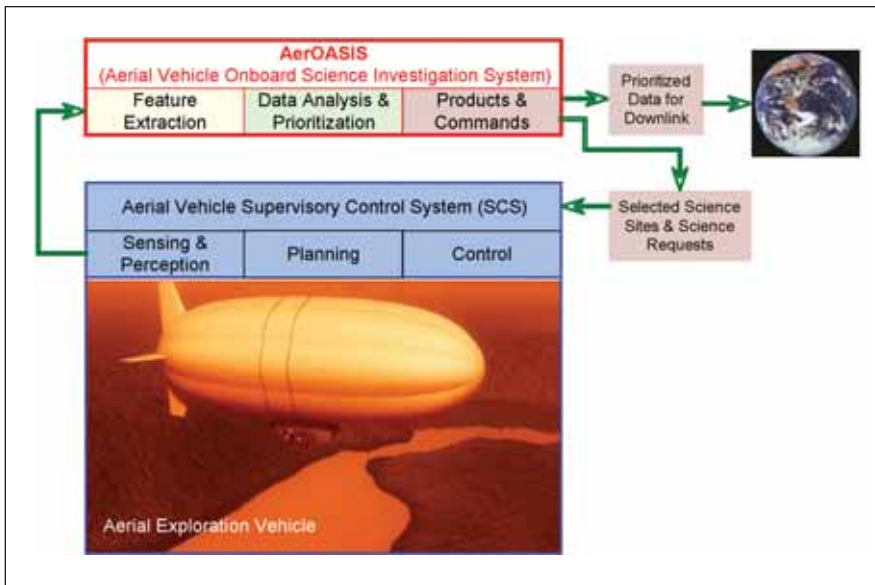 AerOASIS
(Aerial Vehicle Onboard Science Investigation System)
Feature
Extraction
Data Analysis &
Prioritization
Products &
Commands
Prioritized
Data for
Downlink
Aerial Vehicle Supervisory Control System (SCS)
Sensing &
Perception
Planning
Control
Selected Science
Sites & Science
Requests
Aerial Exploration Vehicle